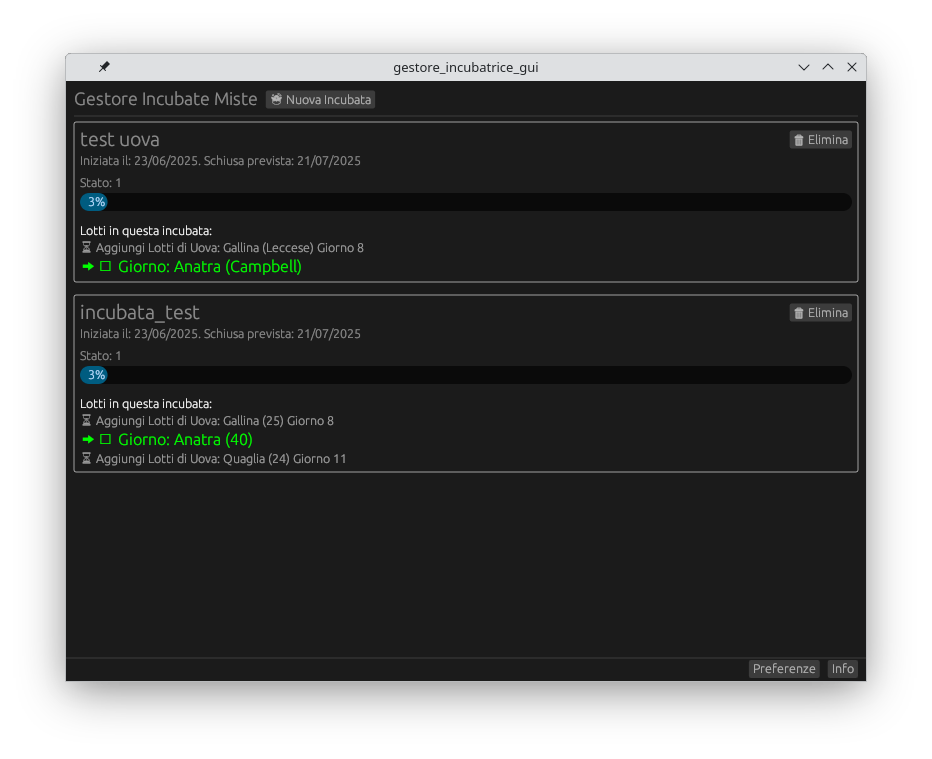 gestore_incubatrice_gui
Gestore Incubate Miste
Nuova Incubata
test uova
Elimina
Iniziata il: 23/06/2025. Schiusa prevista: 21/07/2025
Stato: 1
3%
Lotti in questa incubata:
Aggiungi Lotti di Uova: Gallina (Leccese) Giorno 8
Giorno: Anatra (Campbell)
incubata_test
Elimina
Iniziata il: 23/06/2025. Schiusa prevista: 21/07/2025
Stato: 1
3%
Lotti in questa incubata:
Aggiungi Lotti di Uova: Gallina (25) Giorno 8
Giorno: Anatra (40)
Aggiungi Lotti di Uova: Quaglia (24) Giorno 11
Preferenze
Info